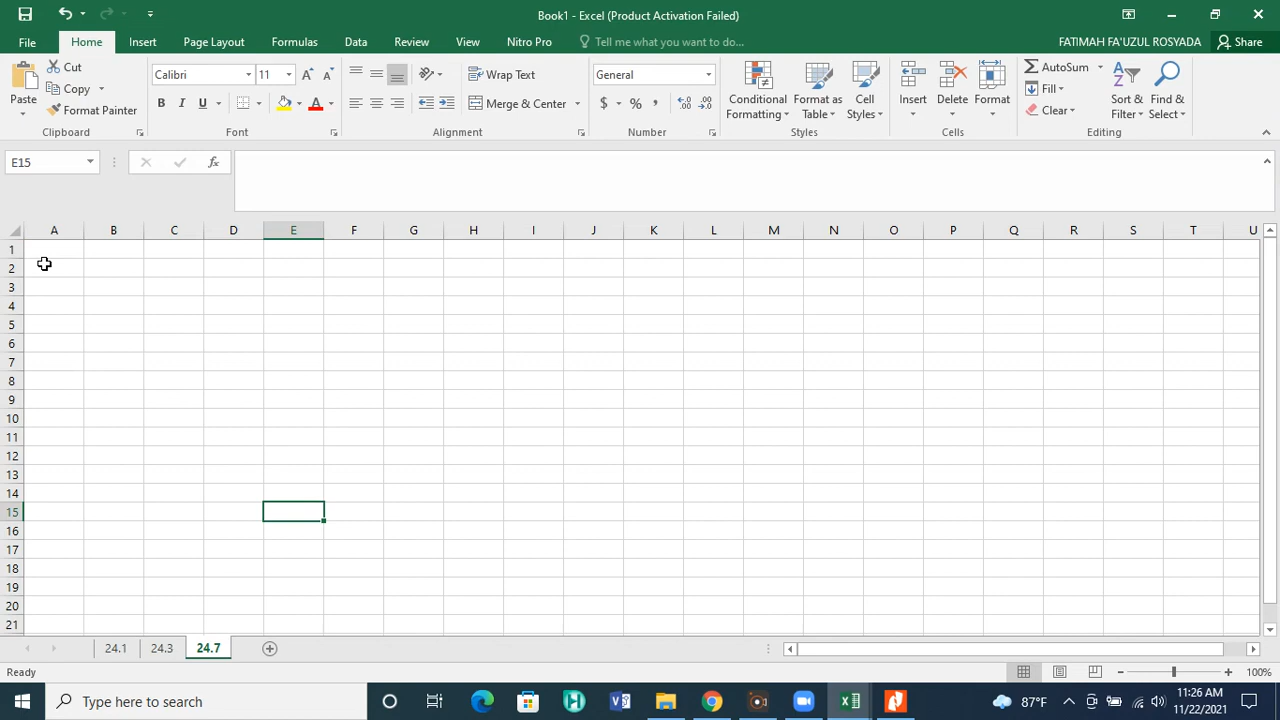 Book1 - Excel (Product Activation Failed)
File Home Insert Page Layout Formulas Data Review View Nitro Pro Tell me what you want to do... FATIMAH FA'UZUL ROSYADA Share
Paste
Cut
Copy
Format Painter
Clipboard
Calibri 11
B I U A
Font
Wrap Text
Merge & Center
Alignment
General
$ % ,
Number
Conditional Formatting
Format as Table
Cell Styles
Styles
Insert Delete Format
Cells
AutoSum
Fill
Clear
Sort & Filter
Find & Select
Editing
E15 fx
A B C D E F G H I J K L M N O P Q R S T U
1
2
3
4
5
6
7
8
9
10
11
12
13
14
15
16
17
18
19
20
21
24.1 24.3 24.7
Ready 100%
Type here to search 87°F 11:26 AM
11/22/2021